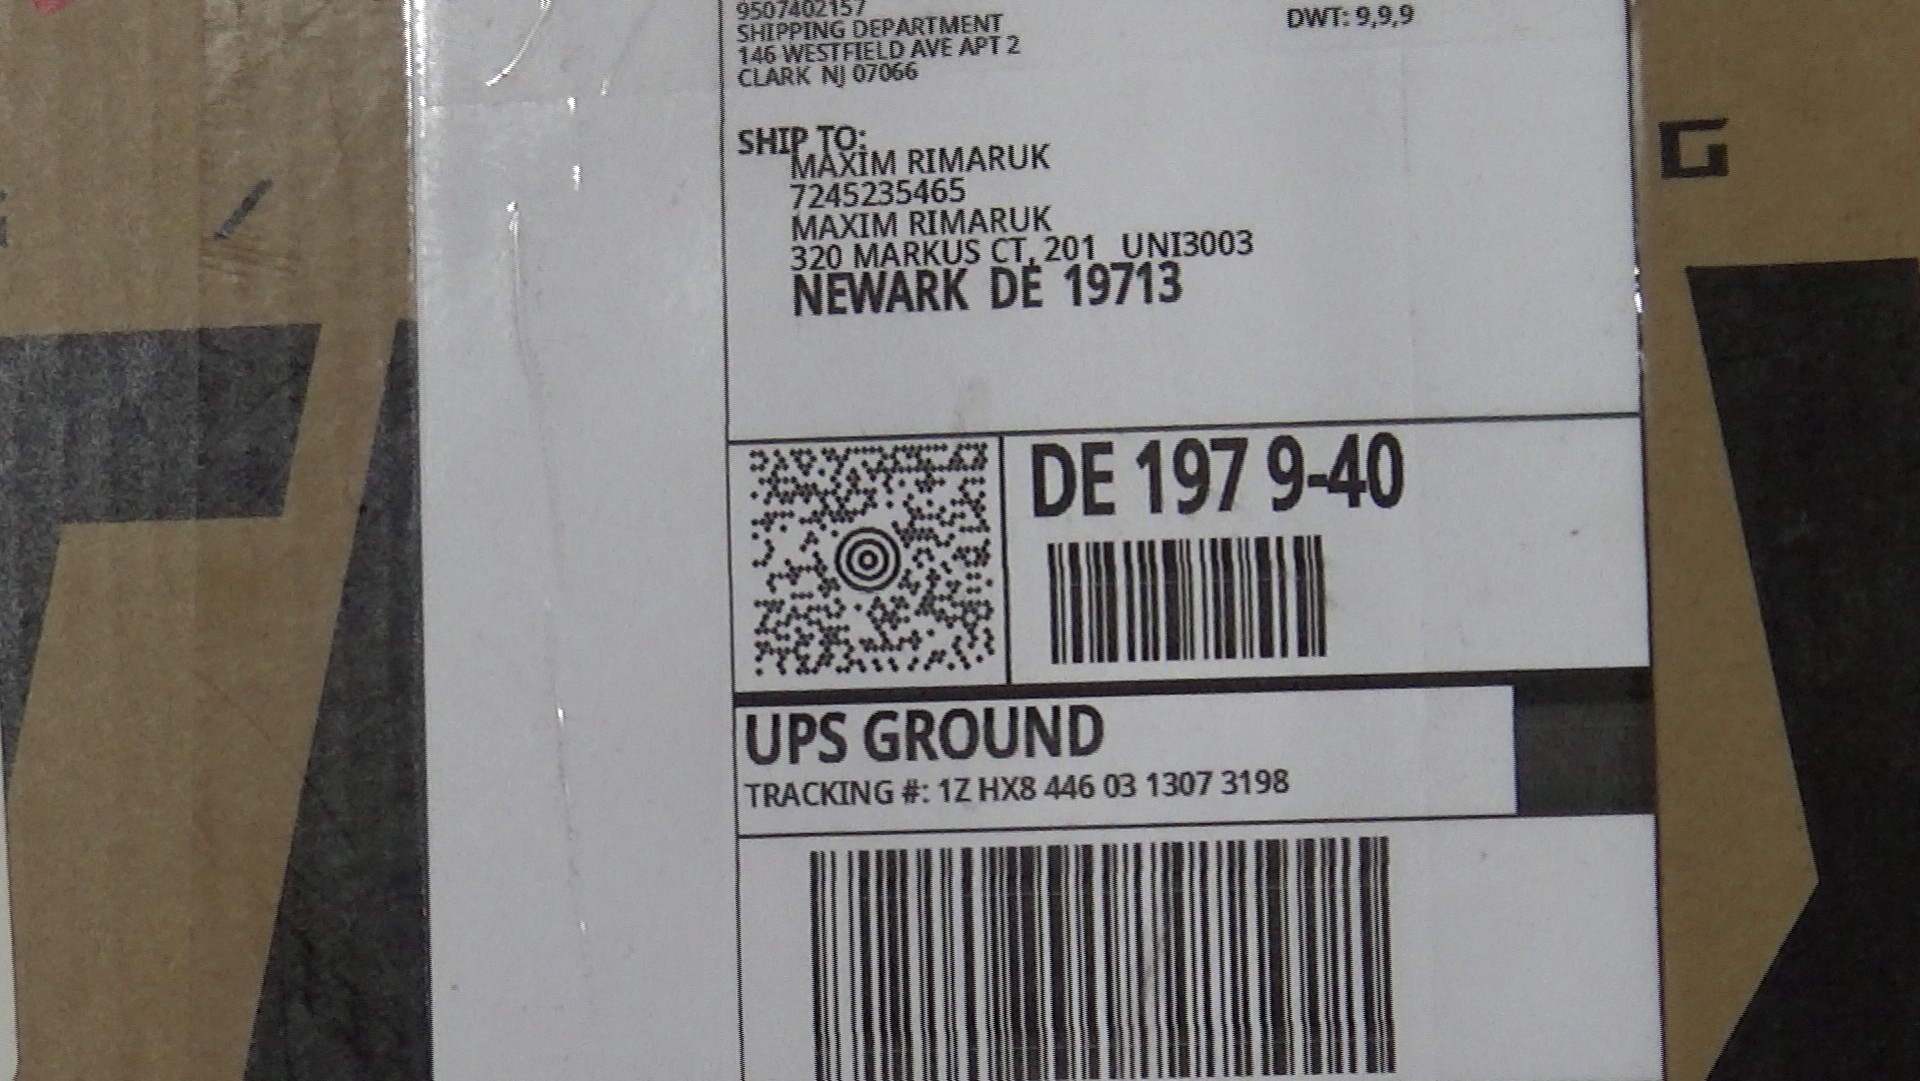 9507402157
DWT: 9,9,9
SHIPPING DEPARTMENT
146 WESTFIELD AVE APT 2
CLARK NJ 07066
SHIP TO:
MAXIM RIMARUK
7245235465
MAXIM RIMARUK
320 MARKUS CT, 201 UNI3003
NEWARK DE 19713
G
DE 197 9-40
UPS GROUND
TRACKING #: 1Z HX8 446 03 1307 3198